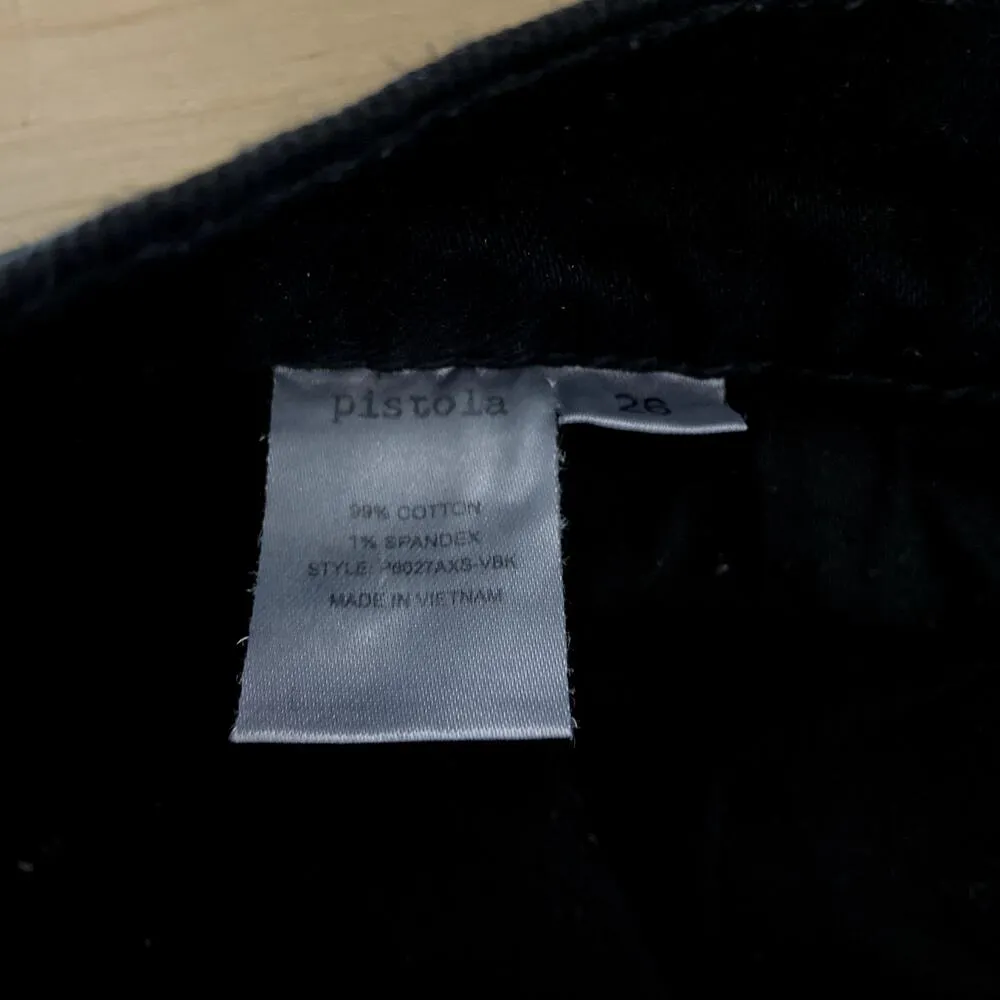 pistola
26
99% COTTON
1% SPANDEX
STYLE: P6027AXS-VBK
MADE IN VIETNAM